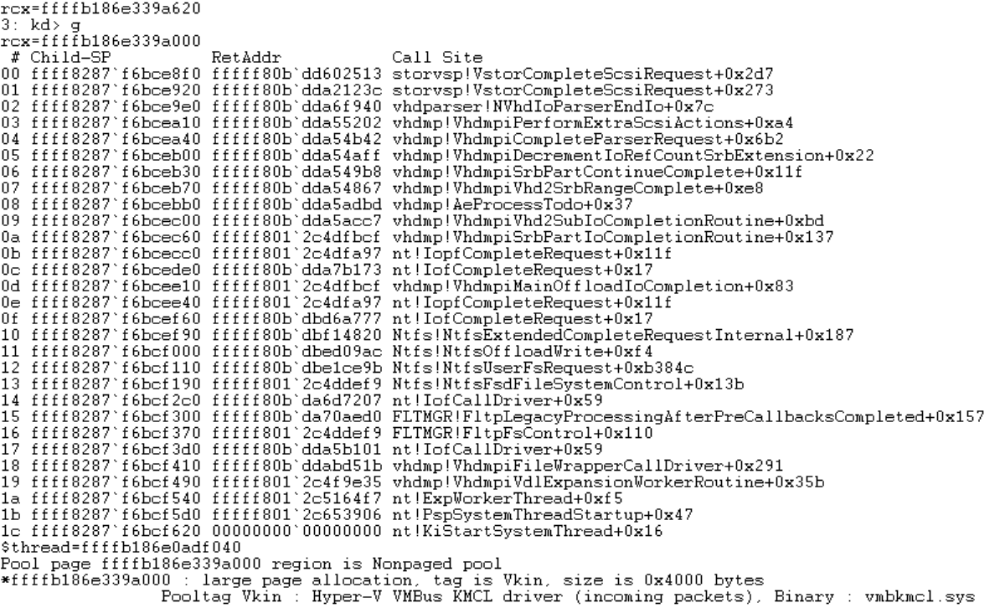 rcx=ffffb186e339a620
3: kd> g
rcx=ffffb186e339a000
 # Child-SP          RetAddr           Call Site
00 ffff8287`f6bce8f0 fffff80b`dd602513 storvsp!VstorCompleteScsiRequest+0x2d7
01 ffff8287`f6bce920 fffff80b`dda2123c storvsp!VstorCompleteScsiRequest+0x273
02 ffff8287`f6bce9e0 fffff80b`dda6f940 vhdparser!NVhdIoParserEndIo+0x7c
03 ffff8287`f6bcea10 fffff80b`dda55202 vhdmp!VhdmpiPerformExtraScsiActions+0xa4
04 ffff8287`f6bcea40 fffff80b`dda54b42 vhdmp!VhdmpiCompleteParserRequest+0x6b2
05 ffff8287`f6bceb00 fffff80b`dda54aff vhdmp!VhdmpiDecrementIoRefCountSrbExtension+0x22
06 ffff8287`f6bceb30 fffff80b`dda549b8 vhdmp!VhdmpiSrbPartContinueComplete+0x11f
07 ffff8287`f6bceb70 fffff80b`dda54867 vhdmp!VhdmpiVhd2SrbRangeComplete+0xe8
08 ffff8287`f6bcebb0 fffff80b`dda5adbd vhdmp!AeProcessTodo+0x37
09 ffff8287`f6bcec00 fffff80b`dda5acc7 vhdmp!VhdmpiVhd2SubIoCompletionRoutine+0xbd
0a ffff8287`f6bcec60 fffff801`2c4dfbcf vhdmp!VhdmpiSrbPartIoCompletionRoutine+0x137
0b ffff8287`f6bcecc0 fffff801`2c4dfa97 nt!IopfCompleteRequest+0x11f
0c ffff8287`f6bcede0 fffff80b`dda7b173 nt!IofCompleteRequest+0x17
0d ffff8287`f6bcee10 fffff801`2c4dfbcf vhdmp!VhdmpiMainOffloadIoCompletion+0x83
0e ffff8287`f6bcee40 fffff801`2c4dfa97 nt!IopfCompleteRequest+0x11f
0f ffff8287`f6bcef60 fffff80b`dbd6a777 nt!IofCompleteRequest+0x17
10 ffff8287`f6bcef90 fffff80b`dbf14820 Ntfs!NtfsExtendedCompleteRequestInternal+0x187
11 ffff8287`f6bcf000 fffff80b`dbed09ac Ntfs!NtfsOffloadWrite+0xf4
12 ffff8287`f6bcf110 fffff80b`dbe1ce9b Ntfs!NtfsUserFsRequest+0xb384c
13 ffff8287`f6bcf190 fffff801`2c4ddef9 Ntfs!NtfsFsdFileSystemControl+0x13b
14 ffff8287`f6bcf2c0 fffff80b`da6d7207 nt!IofCallDriver+0x59
15 ffff8287`f6bcf300 fffff80b`da70aed0 FLTMGR!FltpLegacyProcessingAfterPreCallbacksCompleted+0x157
16 ffff8287`f6bcf370 fffff801`2c4ddef9 FLTMGR!FltpFsControl+0x110
17 ffff8287`f6bcf3d0 fffff80b`dda5b101 nt!IofCallDriver+0x59
18 ffff8287`f6bcf410 fffff80b`ddabd51b vhdmp!VhdmpiFileWrapperCallDriver+0x291
19 ffff8287`f6bcf490 fffff801`2c4f9e35 vhdmp!VhdmpiVdlExpansionWorkerRoutine+0x35b
1a ffff8287`f6bcf540 fffff801`2c5164f7 nt!ExpWorkerThread+0xf5
1b ffff8287`f6bcf5d0 fffff801`2c653906 nt!PspSystemThreadStartup+0x47
1c ffff8287`f6bcf620 00000000`00000000 nt!KiStartSystemThread+0x16
$thread=ffffb186e0adf040
Pool page ffffb186e339a000 region is Nonpaged pool
*ffffb186e339a000 : large page allocation, tag is Vkin, size is 0x4000 bytes
                Pooltag Vkin : Hyper-V VMBus KMCL driver (incoming packets), Binary : vmbkmcl.sys